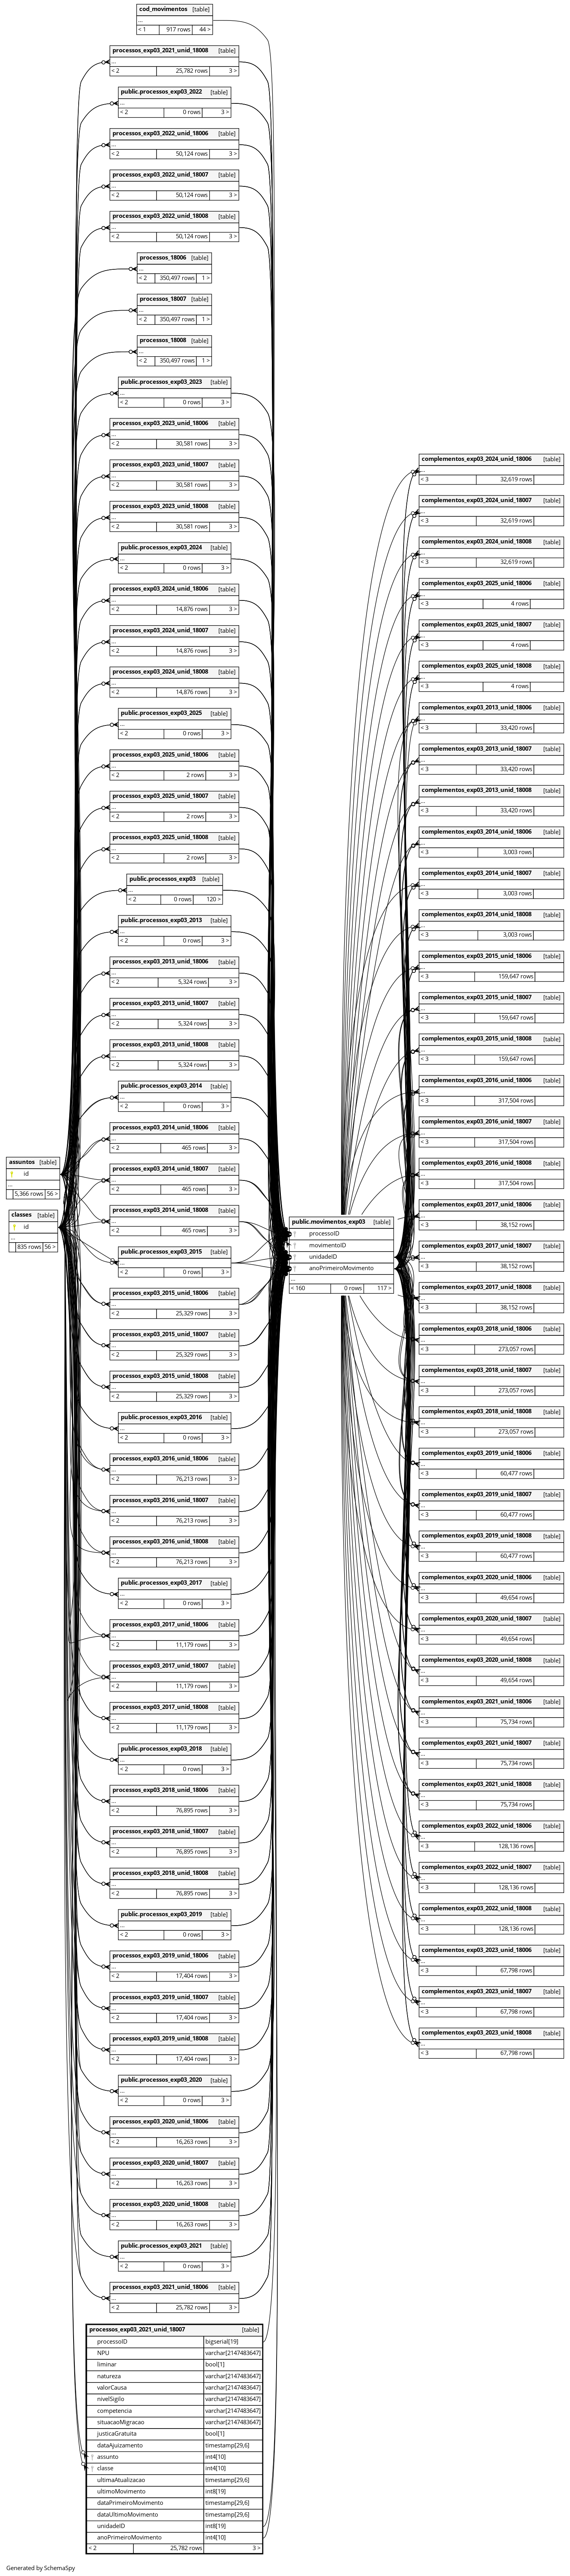 cod_movimentos [table]
...
< 1 917 rows 44 >
processos_exp03_2021_unid_18008 [table]
...
< 2 25,782 rows 3 >
public.processos_exp03_2022 [table]
...
< 2 0 rows 3 >
processos_exp03_2022_unid_18006 [table]
...
< 2 50,124 rows 3 >
processos_exp03_2022_unid_18007 [table]
...
< 2 50,124 rows 3 >
processos_exp03_2022_unid_18008 [table]
...
< 2 50,124 rows 3 >
processos_18006 [table]
...
< 2 350,497 rows 1 >
processos_18007 [table]
...
< 2 350,497 rows 1 >
processos_18008 [table]
...
< 2 350,497 rows 1 >
public.processos_exp03_2023 [table]
...
< 2 0 rows 3 >
processos_exp03_2023_unid_18006 [table]
...
< 2 30,581 rows 3 >
processos_exp03_2023_unid_18007 [table]
...
< 2 30,581 rows 3 >
processos_exp03_2023_unid_18008 [table]
...
< 2 30,581 rows 3 >
public.processos_exp03_2024 [table]
...
< 2 0 rows 3 >
processos_exp03_2024_unid_18006 [table]
...
< 2 14,876 rows 3 >
processos_exp03_2024_unid_18007 [table]
...
< 2 14,876 rows 3 >
processos_exp03_2024_unid_18008 [table]
...
< 2 14,876 rows 3 >
public.processos_exp03_2025 [table]
...
< 2 0 rows 3 >
processos_exp03_2025_unid_18006 [table]
...
< 2 2 rows 3 >
processos_exp03_2025_unid_18007 [table]
...
< 2 2 rows 3 >
processos_exp03_2025_unid_18008 [table]
...
< 2 2 rows 3 >
public.processos_exp03 [table]
...
< 2 0 rows 120 >
public.processos_exp03_2013 [table]
...
< 2 0 rows 3 >
processos_exp03_2013_unid_18006 [table]
...
< 2 5,324 rows 3 >
processos_exp03_2013_unid_18007 [table]
...
< 2 5,324 rows 3 >
processos_exp03_2013_unid_18008 [table]
...
< 2 5,324 rows 3 >
public.processos_exp03_2014 [table]
...
< 2 0 rows 3 >
processos_exp03_2014_unid_18006 [table]
...
< 2 465 rows 3 >
processos_exp03_2014_unid_18007 [table]
...
< 2 465 rows 3 >
processos_exp03_2014_unid_18008 [table]
...
< 2 465 rows 3 >
public.processos_exp03_2015 [table]
...
< 2 0 rows 3 >
processos_exp03_2015_unid_18006 [table]
...
< 2 25,329 rows 3 >
processos_exp03_2015_unid_18007 [table]
...
< 2 25,329 rows 3 >
processos_exp03_2015_unid_18008 [table]
...
< 2 25,329 rows 3 >
public.processos_exp03_2016 [table]
...
< 2 0 rows 3 >
processos_exp03_2016_unid_18006 [table]
...
< 2 76,213 rows 3 >
processos_exp03_2016_unid_18007 [table]
...
< 2 76,213 rows 3 >
processos_exp03_2016_unid_18008 [table]
...
< 2 76,213 rows 3 >
public.processos_exp03_2017 [table]
...
< 2 0 rows 3 >
processos_exp03_2017_unid_18006 [table]
...
< 2 11,179 rows 3 >
processos_exp03_2017_unid_18007 [table]
...
< 2 11,179 rows 3 >
processos_exp03_2017_unid_18008 [table]
...
< 2 11,179 rows 3 >
public.processos_exp03_2018 [table]
...
< 2 0 rows 3 >
processos_exp03_2018_unid_18006 [table]
...
< 2 76,895 rows 3 >
processos_exp03_2018_unid_18007 [table]
...
< 2 76,895 rows 3 >
processos_exp03_2018_unid_18008 [table]
...
< 2 76,895 rows 3 >
public.processos_exp03_2019 [table]
...
< 2 0 rows 3 >
processos_exp03_2019_unid_18006 [table]
...
< 2 17,404 rows 3 >
processos_exp03_2019_unid_18007 [table]
...
< 2 17,404 rows 3 >
processos_exp03_2019_unid_18008 [table]
...
< 2 17,404 rows 3 >
public.processos_exp03_2020 [table]
...
< 2 0 rows 3 >
processos_exp03_2020_unid_18006 [table]
...
< 2 16,263 rows 3 >
processos_exp03_2020_unid_18007 [table]
...
< 2 16,263 rows 3 >
processos_exp03_2020_unid_18008 [table]
...
< 2 16,263 rows 3 >
public.processos_exp03_2021 [table]
...
< 2 0 rows 3 >
processos_exp03_2021_unid_18006 [table]
...
< 2 25,782 rows 3 >
assuntos [table]
id
...
5,366 rows 56 >
classes [table]
id
...
835 rows 56 >
public.movimentos_exp03 [table]
processoID
movimentoID
unidadeID
anoPrimeiroMovimento
...
< 160 0 rows 117 >
complementos_exp03_2024_unid_18006 [table]
...
< 3 32,619 rows
complementos_exp03_2024_unid_18007 [table]
...
< 3 32,619 rows
complementos_exp03_2024_unid_18008 [table]
...
< 3 32,619 rows
complementos_exp03_2025_unid_18006 [table]
...
< 3 4 rows
complementos_exp03_2025_unid_18007 [table]
...
< 3 4 rows
complementos_exp03_2025_unid_18008 [table]
...
< 3 4 rows
complementos_exp03_2013_unid_18006 [table]
...
< 3 33,420 rows
complementos_exp03_2013_unid_18007 [table]
...
< 3 33,420 rows
complementos_exp03_2013_unid_18008 [table]
...
< 3 33,420 rows
complementos_exp03_2014_unid_18006 [table]
...
< 3 3,003 rows
complementos_exp03_2014_unid_18007 [table]
...
< 3 3,003 rows
complementos_exp03_2014_unid_18008 [table]
...
< 3 3,003 rows
complementos_exp03_2015_unid_18006 [table]
...
< 3 159,647 rows
complementos_exp03_2015_unid_18007 [table]
...
< 3 159,647 rows
complementos_exp03_2015_unid_18008 [table]
...
< 3 159,647 rows
complementos_exp03_2016_unid_18006 [table]
...
< 3 317,504 rows
complementos_exp03_2016_unid_18007 [table]
...
< 3 317,504 rows
complementos_exp03_2016_unid_18008 [table]
...
< 3 317,504 rows
complementos_exp03_2017_unid_18006 [table]
...
< 3 38,152 rows
complementos_exp03_2017_unid_18007 [table]
...
< 3 38,152 rows
complementos_exp03_2017_unid_18008 [table]
...
< 3 38,152 rows
complementos_exp03_2018_unid_18006 [table]
...
< 3 273,057 rows
complementos_exp03_2018_unid_18007 [table]
...
< 3 273,057 rows
complementos_exp03_2018_unid_18008 [table]
...
< 3 273,057 rows
complementos_exp03_2019_unid_18006 [table]
...
< 3 60,477 rows
complementos_exp03_2019_unid_18007 [table]
...
< 3 60,477 rows
complementos_exp03_2019_unid_18008 [table]
...
< 3 60,477 rows
complementos_exp03_2020_unid_18006 [table]
...
< 3 49,654 rows
complementos_exp03_2020_unid_18007 [table]
...
< 3 49,654 rows
complementos_exp03_2020_unid_18008 [table]
...
< 3 49,654 rows
complementos_exp03_2021_unid_18006 [table]
...
< 3 75,734 rows
complementos_exp03_2021_unid_18007 [table]
...
< 3 75,734 rows
complementos_exp03_2021_unid_18008 [table]
...
< 3 75,734 rows
complementos_exp03_2022_unid_18006 [table]
...
< 3 128,136 rows
complementos_exp03_2022_unid_18007 [table]
...
< 3 128,136 rows
complementos_exp03_2022_unid_18008 [table]
...
< 3 128,136 rows
complementos_exp03_2023_unid_18006 [table]
...
< 3 67,798 rows
complementos_exp03_2023_unid_18007 [table]
...
< 3 67,798 rows
complementos_exp03_2023_unid_18008 [table]
...
< 3 67,798 rows
processos_exp03_2021_unid_18007 [table]
processoID bigserial[19]
NPU varchar[2147483647]
liminar bool[1]
natureza varchar[2147483647]
valorCausa varchar[2147483647]
nivelSigilo varchar[2147483647]
competencia varchar[2147483647]
situacaoMigracao varchar[2147483647]
justicaGratuita bool[1]
dataAjuizamento timestamp[29,6]
assunto int4[10]
classe int4[10]
ultimaAtualizacao timestamp[29,6]
ultimoMovimento int8[19]
dataPrimeiroMovimento timestamp[29,6]
dataUltimoMovimento timestamp[29,6]
unidadeID int8[19]
anoPrimeiroMovimento int4[10]
< 2 25,782 rows 3 >
Generated by SchemaSpy